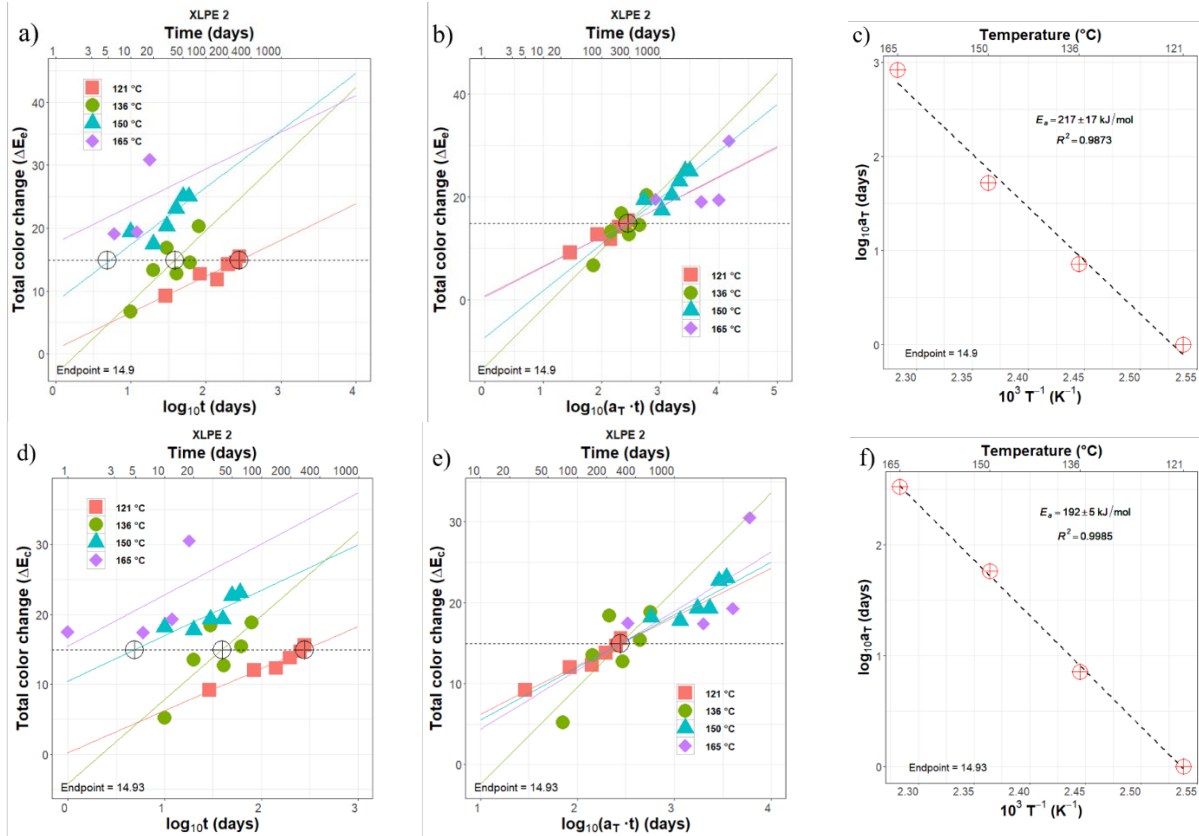 a)
XLPE 2
Time (days)
1 3 5 10 20 50 100 200 400 1000
Total color change (ΔEe)
40
30
20
10
0
121 °C
136 °C
150 °C
165 °C
Endpoint = 14.9
0 1 2 3 4
log10t (days)
b)
XLPE 2
Time (days)
1 3 5 10 20 100 300 1000
Total color change (ΔEe)
40
20
0
121 °C
136 °C
150 °C
165 °C
Endpoint = 14.9
0 1 2 3 4 5
log10(aT ·t) (days)
c)
Temperature (°C)
165 150 136 121
log10aT (days)
3
2
1
0
Ea = 217±17 kJ/mol
R² = 0.9873
Endpoint = 14.9
2.30 2.35 2.40 2.45 2.50 2.55
10³ T⁻¹ (K⁻¹)
d)
XLPE 2
Time (days)
1 3 5 10 20 50 100 200 400 1000
Total color change (ΔEc)
30
20
10
0
121 °C
136 °C
150 °C
165 °C
Endpoint = 14.93
0 1 2 3
log10t (days)
e)
XLPE 2
Time (days)
10 20 50 100 200 400 1000
Total color change (ΔEc)
30
20
10
0
121 °C
136 °C
150 °C
165 °C
Endpoint = 14.93
1 2 3 4
log10(aT ·t) (days)
f)
Temperature (°C)
165 150 136 121
log10aT (days)
2
1
0
Ea = 192±5 kJ/mol
R² = 0.9985
Endpoint = 14.93
2.30 2.35 2.40 2.45 2.50 2.55
10³ T⁻¹ (K⁻¹)